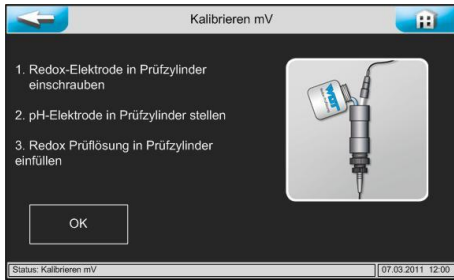 Kalibrieren mV
1. Redox-Elektrode in Prüfzylinder
einschrauben
2. pH-Elektrode in Prüfzylinder stellen
3. Redox Prüflösung in Prüfzylinder
einfüllen
WDT
OK
Status: Kalibrieren mV
07.03.2011 12:00